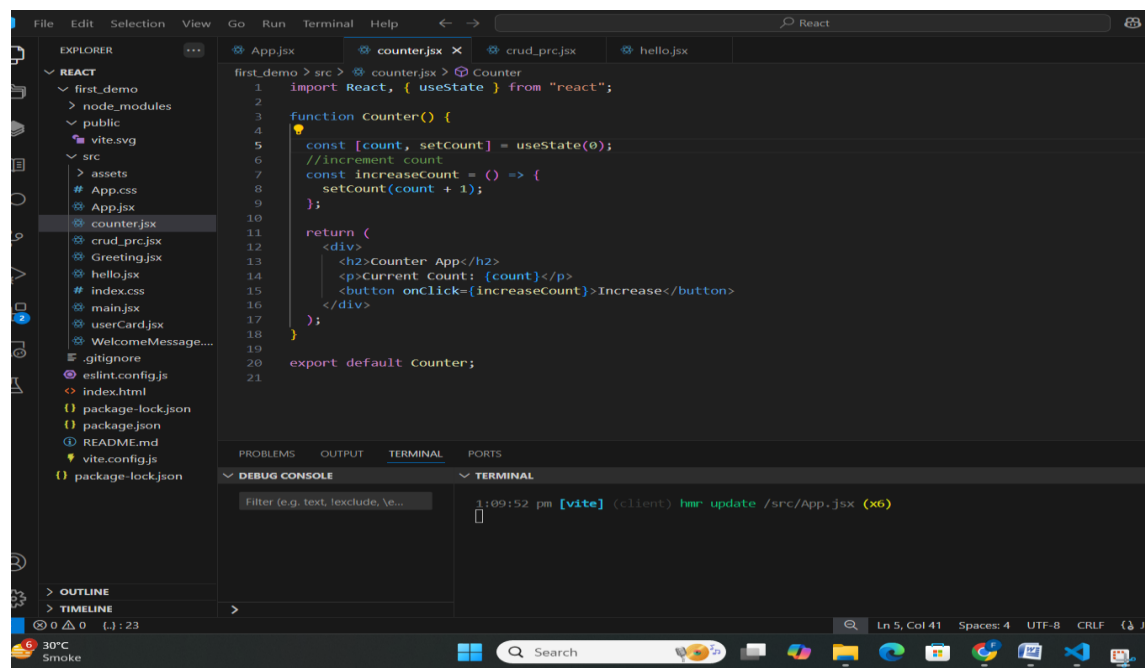 File Edit Selection View Go Run Terminal Help ← → React
EXPLORER ...
App.jsx counter.jsx × crud_prc.jsx hello.jsx
REACT
first_demo
node_modules
public
vite.svg
src
assets
# App.css
App.jsx
counter.jsx
crud_prc.jsx
Greeting.jsx
hello.jsx
# index.css
main.jsx
userCard.jsx
WelcomeMessage....
.gitignore
eslint.config.js
<> index.html
{} package-lock.json
{} package.json
README.md
vite.config.js
{} package-lock.json
> OUTLINE
> TIMELINE
2
first_demo > src > counter.jsx > Counter
1 import React, { useState } from "react";
2
3 function Counter() {
4
5 const [count, setCount] = useState(0);
6 //increment count
7 const increaseCount = () => {
8 setCount(count + 1);
9 };
10
11 return (
12 <div>
13 <h2>Counter App</h2>
14 <p>Current Count: {count}</p>
15 <button onClick={increaseCount}>Increase</button>
16 </div>
17 );
18 }
19
20 export default Counter;
21
PROBLEMS OUTPUT TERMINAL PORTS
DEBUG CONSOLE
Filter (e.g. text, !exclude, \e...
>
TERMINAL
1:09:52 pm [vite] (client) hmr update /src/App.jsx (x6)
0 0 {..} : 23 Ln 5, Col 41 Spaces: 4 UTF-8 CRLF
6 30°C
Smoke
Search